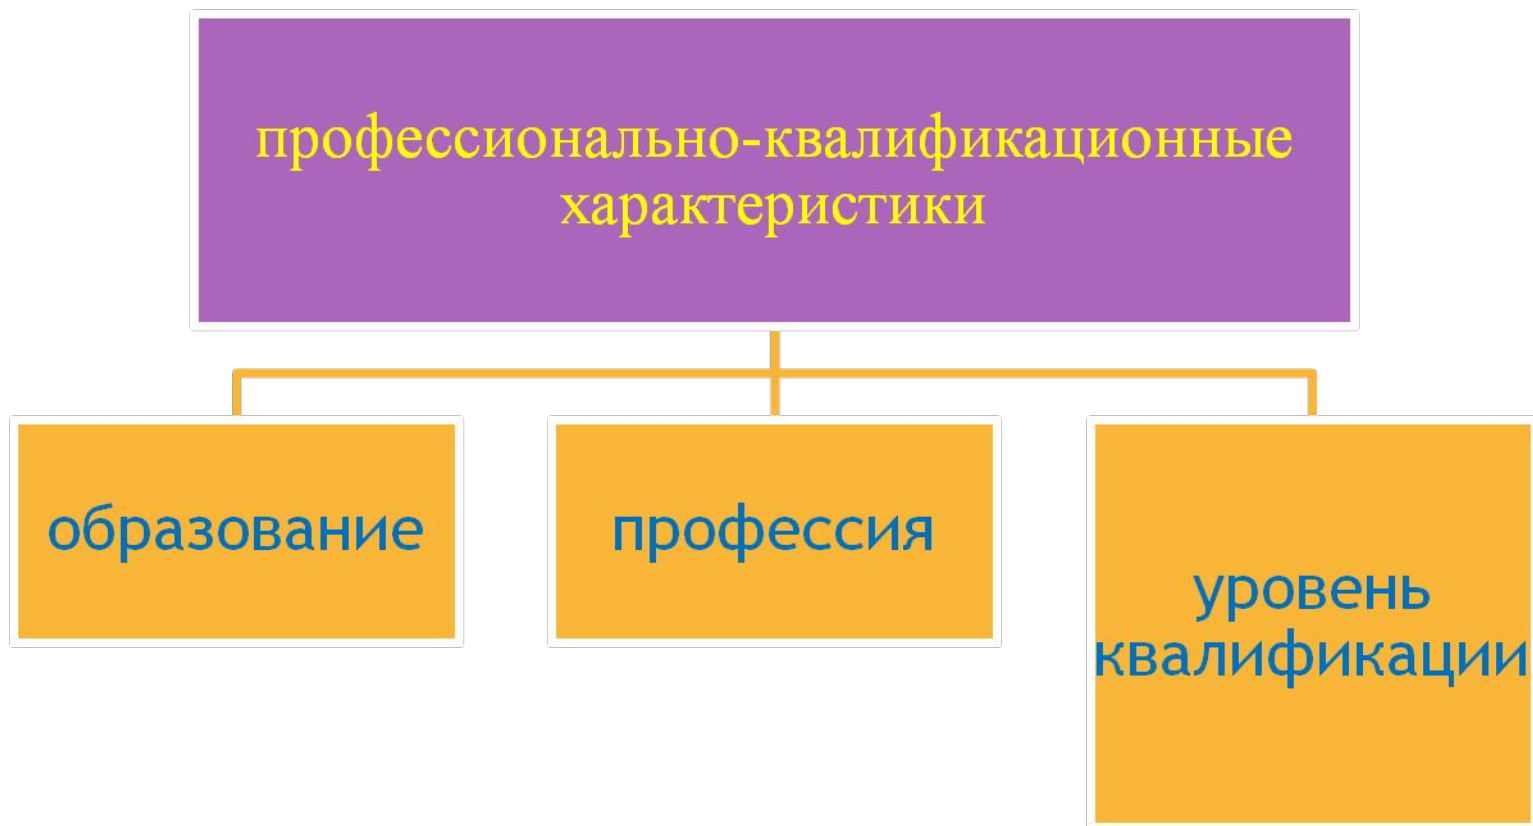 профессионально-квалификационные
характеристики
образование
профессия
уровень
квалификации